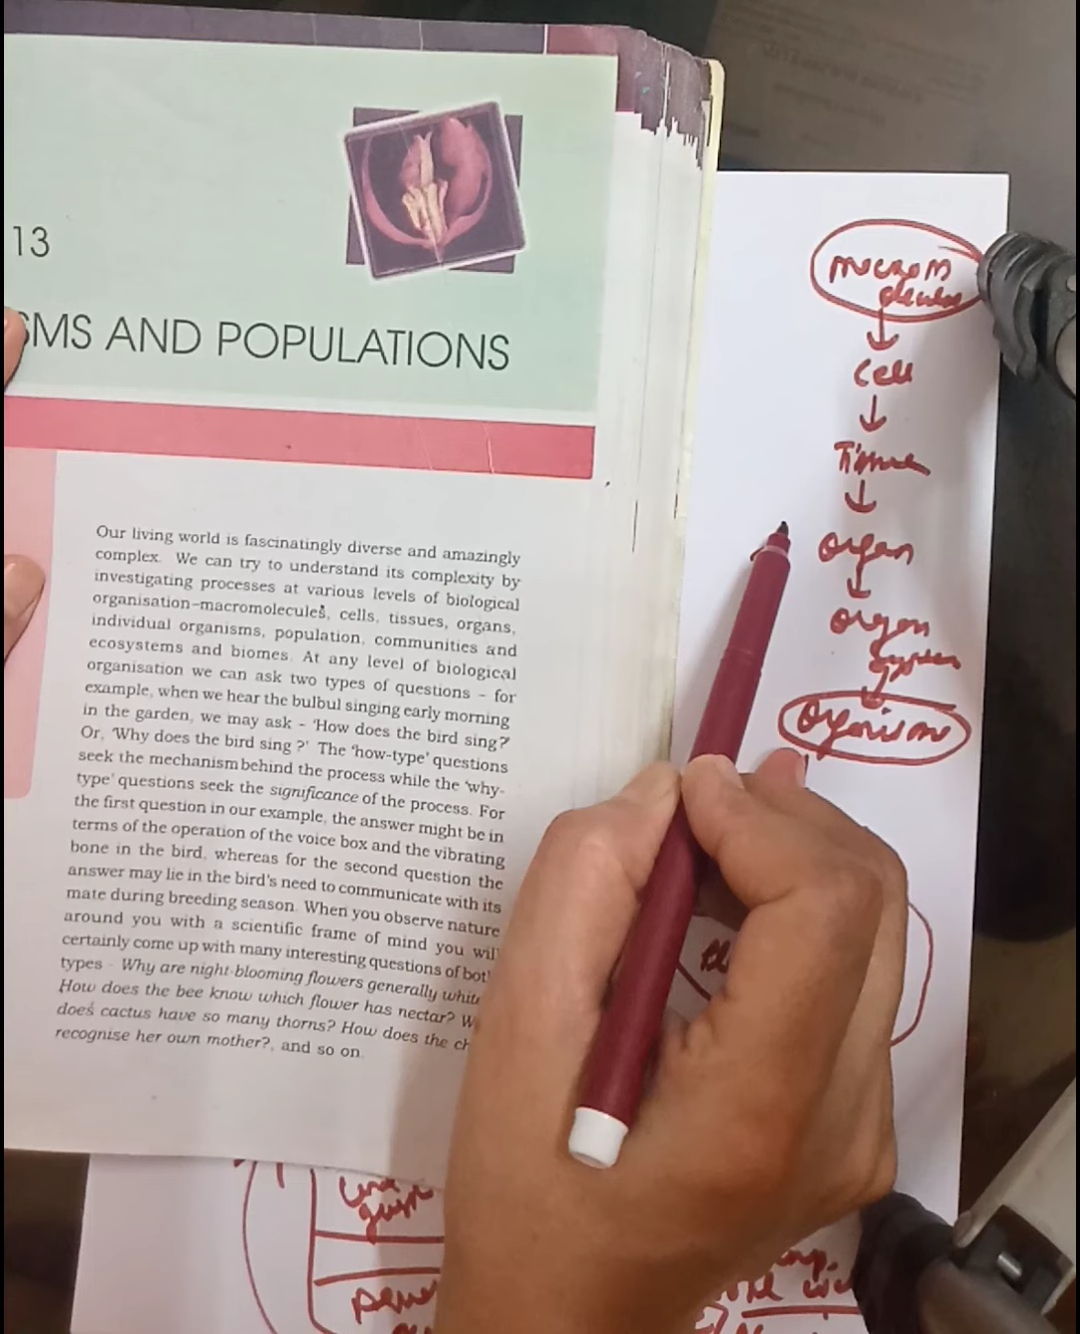 13
SMS AND POPULATIONS
Our living world is fascinatingly diverse and amazingly
complex. We can try to understand its complexity by
investigating processes at various levels of biological
organisation–macromolecules, cells, tissues, organs,
individual organisms, population, communities and
ecosystems and biomes. At any level of biological
organisation we can ask two types of questions – for
example, when we hear the bulbul singing early morning
in the garden, we may ask – 'How does the bird sing?'
Or, 'Why does the bird sing ?' The 'how-type' questions
seek the mechanism behind the process while the 'why-
type' questions seek the significance of the process. For
the first question in our example, the answer might be in
terms of the operation of the voice box and the vibrating
bone in the bird, whereas for the second question the
answer may lie in the bird's need to communicate with its
mate during breeding season. When you observe nature
around you with a scientific frame of mind you wil
certainly come up with many interesting questions of bot
types - Why are night-blooming flowers generally whit
How does the bee know which flower has nectar? W
does cactus have so many thorns? How does the ch
recognise her own mother?, and so on.
Cell
↓
Tissue
↓
organ
↓
organ
system
↓
Organism